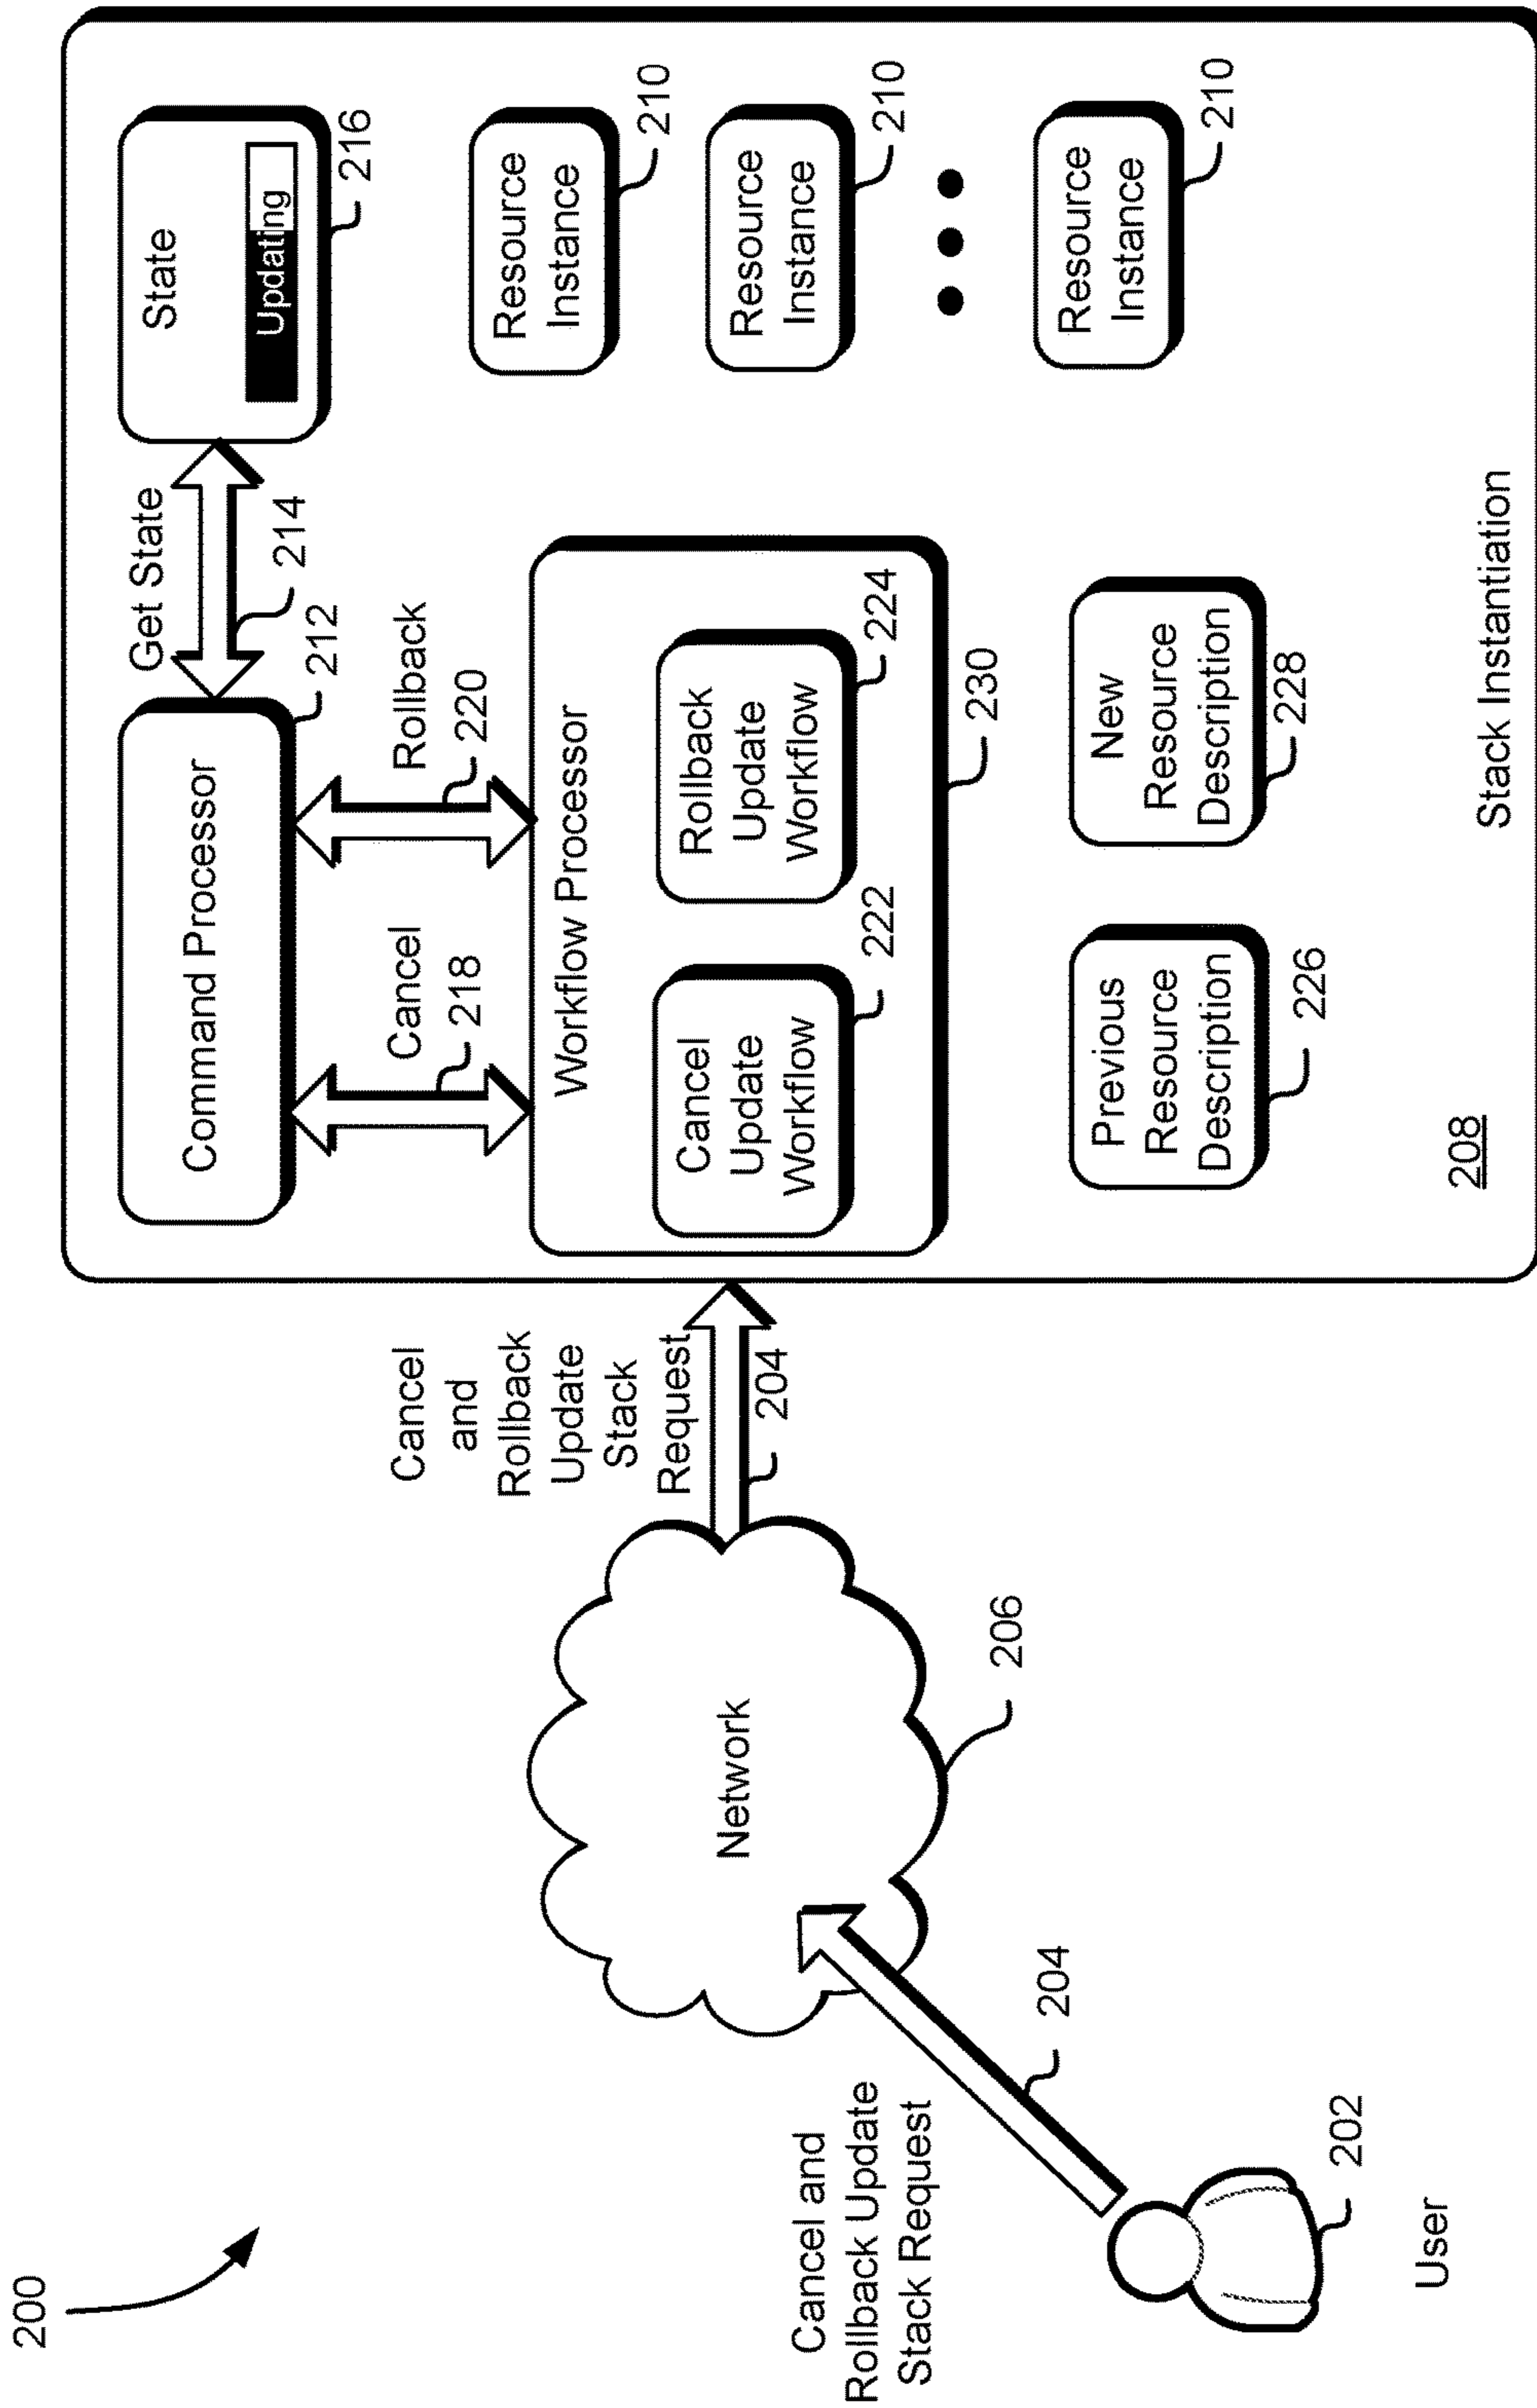 200
Cancel and
Rollback Update
Stack Request
204
202
User
Network
206
Cancel
and
Rollback
Update
Stack
Request
204
Command Processor
212
Get State
214
State
Updating
216
Cancel
218
Rollback
220
Workflow Processor
Cancel
Update
Workflow
222
Rollback
Update
Workflow
224
230
Previous
Resource
Description
226
New
Resource
Description
228
Resource
Instance
210
Resource
Instance
210
Resource
Instance
210
208
Stack Instantiation